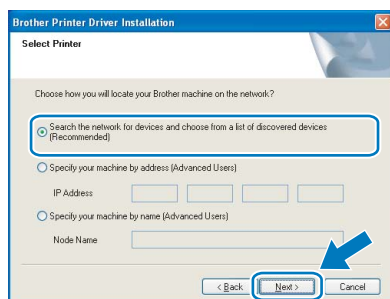 Brother Printer Driver Installation
Select Printer
Choose how you will locate your Brother machine on the network?
Search the network for devices and choose from a list of discovered devices
(Recommended)
Specify your machine by address (Advanced Users)
IP Address
Specify your machine by name (Advanced Users)
Node Name
< Back
Next >
Cancel